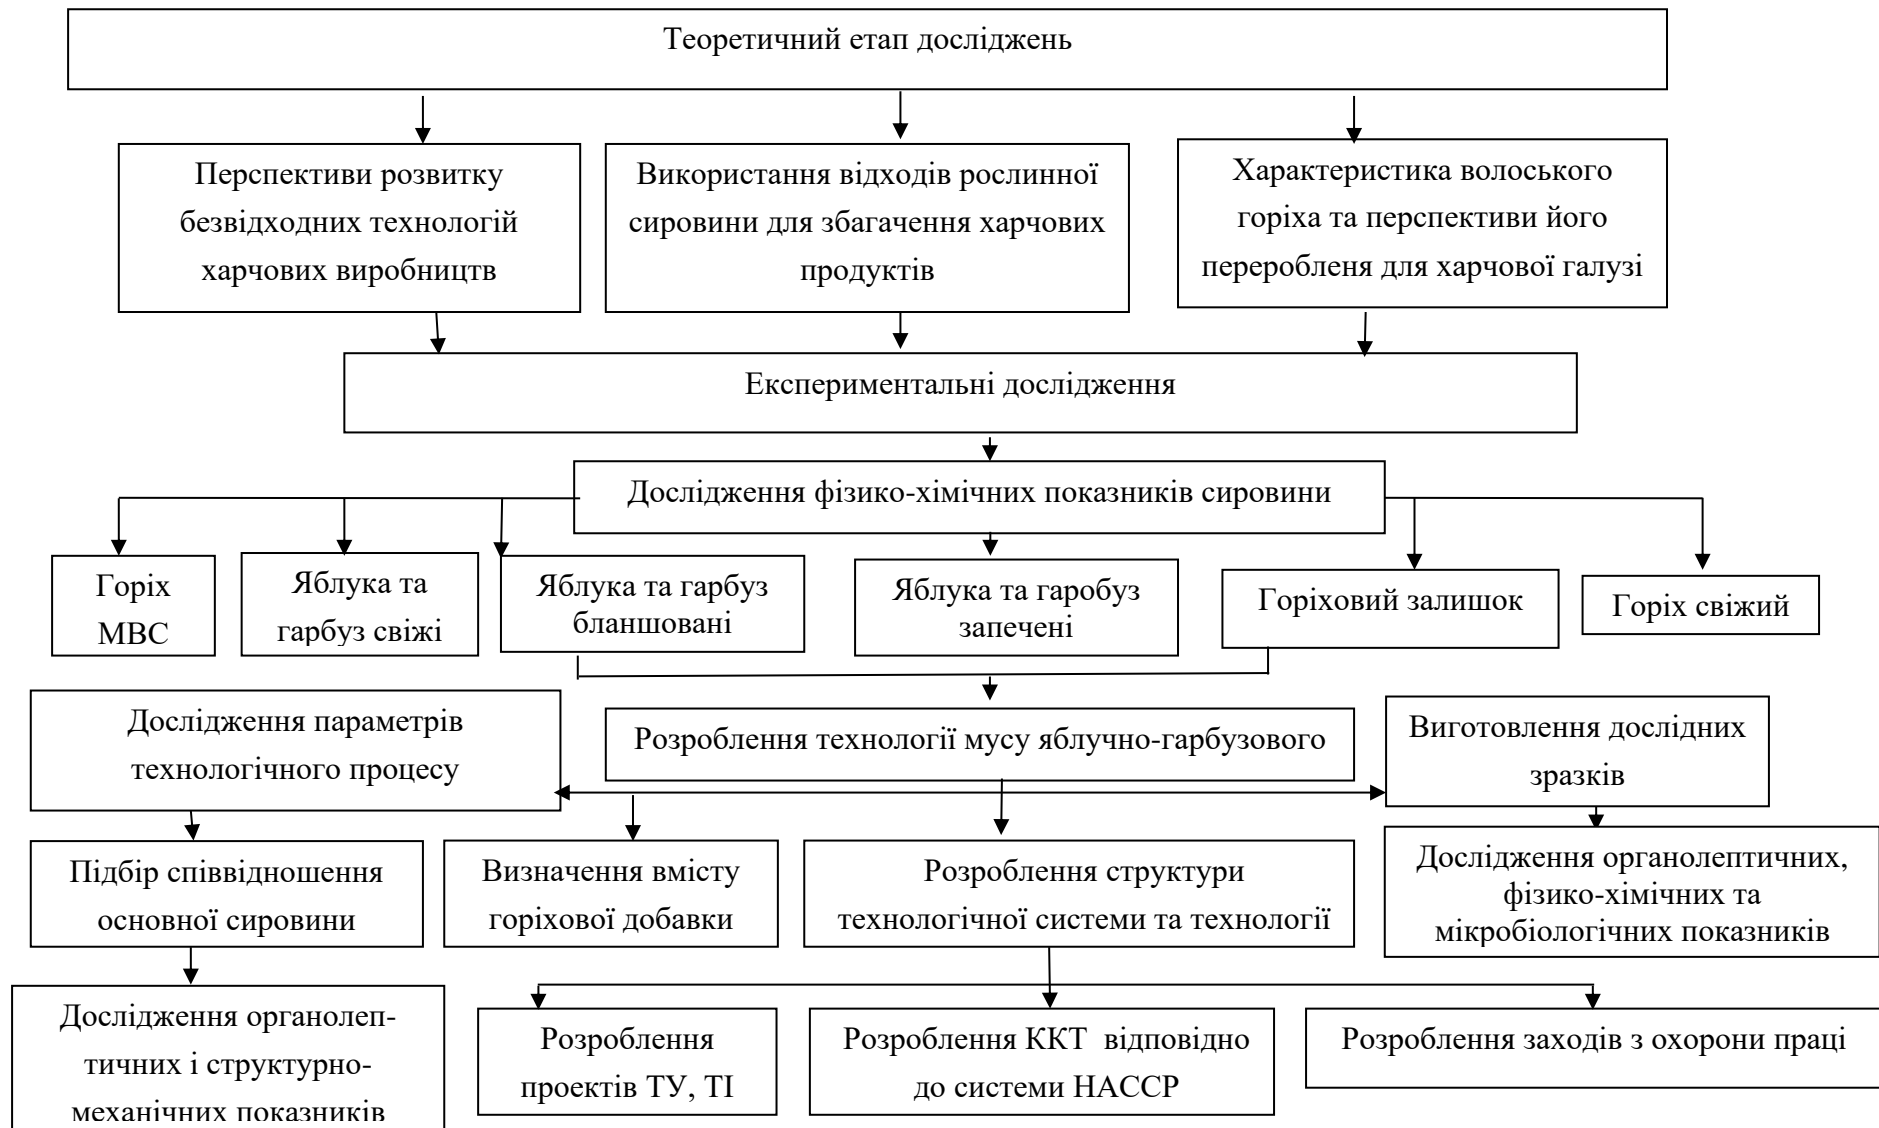 Теоретичний етап досліджень
Перспективи розвитку
безвідходних технологій
харчових виробництв
Використання відходів рослинної
сировини для збагачення харчових
продуктів
Характеристика волоського
горіха та перспективи його
перероблення для харчової галузі
Експериментальні дослідження
Дослідження фізико-хімічних показників сировини
Горіх
МВС
Яблука та
гарбуз свіжі
Яблука та гарбуз
бланшовані
Яблука та гаробуз
запечені
Горіховий залишок
Горіх свіжий
Дослідження параметрів
технологічного процесу
Розроблення технології мусу яблучно-гарбузового
Виготовлення дослідних
зразків
Підбір співвідношення
основної сировини
Визначення вмісту
горіхової добавки
Розроблення структури
технологічної системи та технології
Дослідження органолептичних,
фізико-хімічних та
мікробіологічних показників
Дослідження органолеп-
тичних і структурно-
механічних показників
Розроблення
проектів ТУ, ТІ
Розроблення ККТ відповідно
до системи НАССР
Розроблення заходів з охорони праці